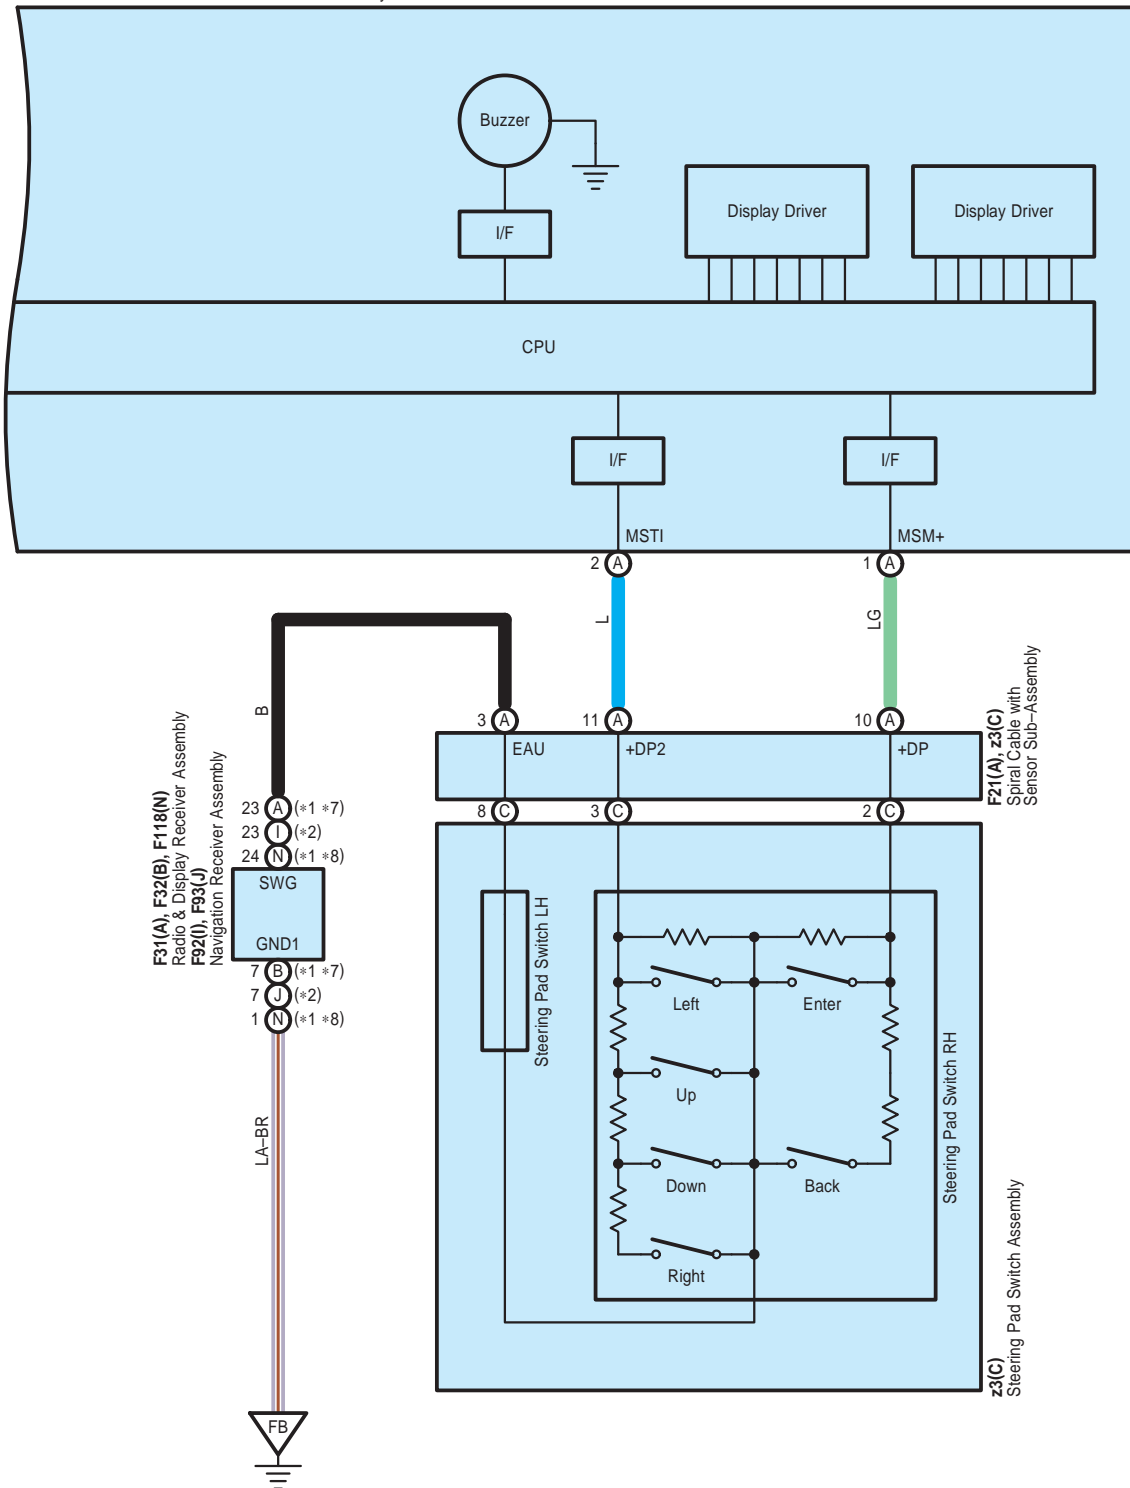 Buzzer
I/F
Display Driver
Display Driver
CPU
I/F
I/F
MSTI
MSM+
2 A
1 A
L
LG
B
3 A
11 A
10 A
EAU
+DP2
+DP
F21(A), z3(C)
Spiral Cable with
Sensor Sub–Assembly
8 C
3 C
2 C
23 A (*1 *7)
23 I (*2)
24 N (*1 *8)
SWG
GND1
F31(A), F32(B), F118(N)
Radio & Display Receiver Assembly
F92(I), F93(J)
Navigation Receiver Assembly
7 B (*1 *7)
7 J (*2)
1 N (*1 *8)
LA–BR
FB
Steering Pad Switch LH
Left
Enter
Up
Down
Back
Right
Steering Pad Switch RH
z3(C)
Steering Pad Switch Assembly